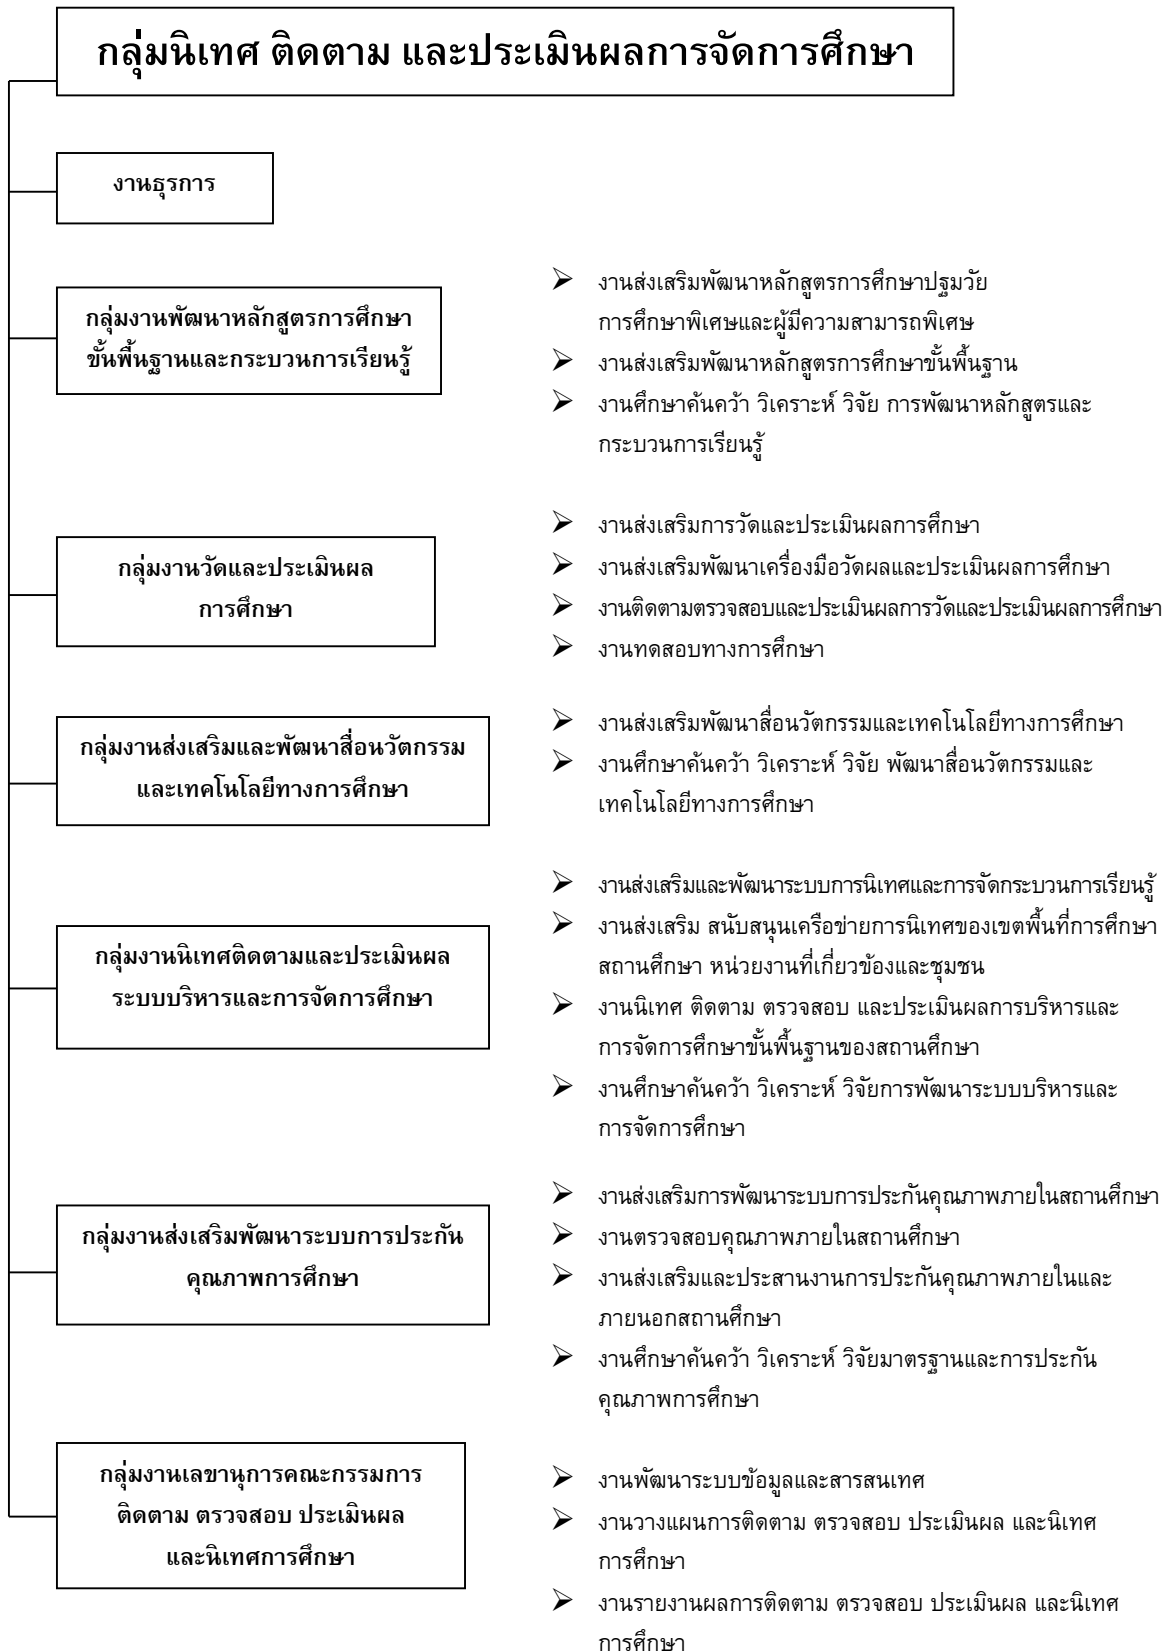 กลุ่มนิเทศ ติดตาม และประเมินผลการจัดการศึกษา
งานธุรการ
กลุ่มงานพัฒนาหลักสูตรการศึกษา
ขั้นพื้นฐานและกระบวนการเรียนรู้
งานส่งเสริมพัฒนาหลักสูตรการศึกษาปฐมวัย
การศึกษาพิเศษและผู้มีความสามารถพิเศษ
งานส่งเสริมพัฒนาหลักสูตรการศึกษาขั้นพื้นฐาน
งานศึกษาค้นคว้า วิเคราะห์ วิจัย การพัฒนาหลักสูตรและ
กระบวนการเรียนรู้
กลุ่มงานวัดและประเมินผล
การศึกษา
งานส่งเสริมการวัดและประเมินผลการศึกษา
งานส่งเสริมพัฒนาเครื่องมือวัดผลและประเมินผลการศึกษา
งานติดตามตรวจสอบและประเมินผลการวัดและประเมินผลการศึกษา
งานทดสอบทางการศึกษา
กลุ่มงานส่งเสริมและพัฒนาสื่อนวัตกรรม
และเทคโนโลยีทางการศึกษา
งานส่งเสริมพัฒนาสื่อนวัตกรรมและเทคโนโลยีทางการศึกษา
งานศึกษาค้นคว้า วิเคราะห์ วิจัย พัฒนาสื่อนวัตกรรมและ
เทคโนโลยีทางการศึกษา
กลุ่มงานนิเทศติดตามและประเมินผล
ระบบบริหารและการจัดการศึกษา
งานส่งเสริมและพัฒนาระบบการนิเทศและการจัดกระบวนการเรียนรู้
งานส่งเสริม สนับสนุนเครือข่ายการนิเทศของเขตพื้นที่การศึกษา
สถานศึกษา หน่วยงานที่เกี่ยวข้องและชุมชน
งานนิเทศ ติดตาม ตรวจสอบ และประเมินผลการบริหารและ
การจัดการศึกษาขั้นพื้นฐานของสถานศึกษา
งานศึกษาค้นคว้า วิเคราะห์ วิจัยการพัฒนาระบบบริหารและ
การจัดการศึกษา
กลุ่มงานส่งเสริมพัฒนาระบบการประกัน
คุณภาพการศึกษา
งานส่งเสริมการพัฒนาระบบการประกันคุณภาพภายในสถานศึกษา
งานตรวจสอบคุณภาพภายในสถานศึกษา
งานส่งเสริมและประสานงานการประกันคุณภาพภายในและ
ภายนอกสถานศึกษา
งานศึกษาค้นคว้า วิเคราะห์ วิจัยมาตรฐานและการประกัน
คุณภาพการศึกษา
กลุ่มงานเลขานุการคณะกรรมการ
ติดตาม ตรวจสอบ ประเมินผล
และนิเทศการศึกษา
งานพัฒนาระบบข้อมูลและสารสนเทศ
งานวางแผนการติดตาม ตรวจสอบ ประเมินผล และนิเทศ
การศึกษา
งานรายงานผลการติดตาม ตรวจสอบ ประเมินผล และนิเทศ
การศึกษา